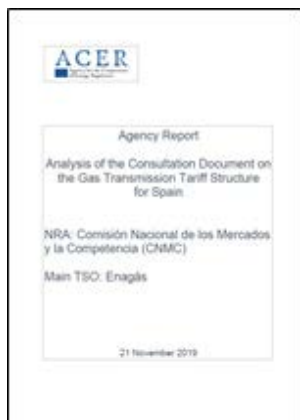 ACER
Agency Report
Analysis of the Consultation Document on
the Gas Transmission Tariff Structure
for Spain
NRA: Comisión Nacional de los Mercados
y la Competencia (CNMC)
Main TSO: Enagás
21 November 2019